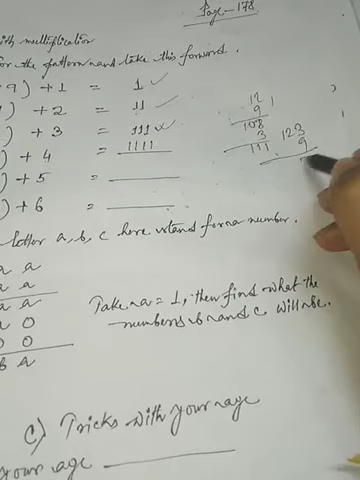 Page-178
with multiplication
for the pattern and take this forward.
9) + 1 = 1
) + 2 = 11
) + 3 = 111
) + 4 = 1111
) + 5 =
) + 6 =
12
9
108
3
111
123
9
letter a, b, c here stand for a number.
a a
a a
a a
a 0
0 0
b a
Take a = 1, then find what the
numbers b and c will be.
c) Tricks with your age
your age